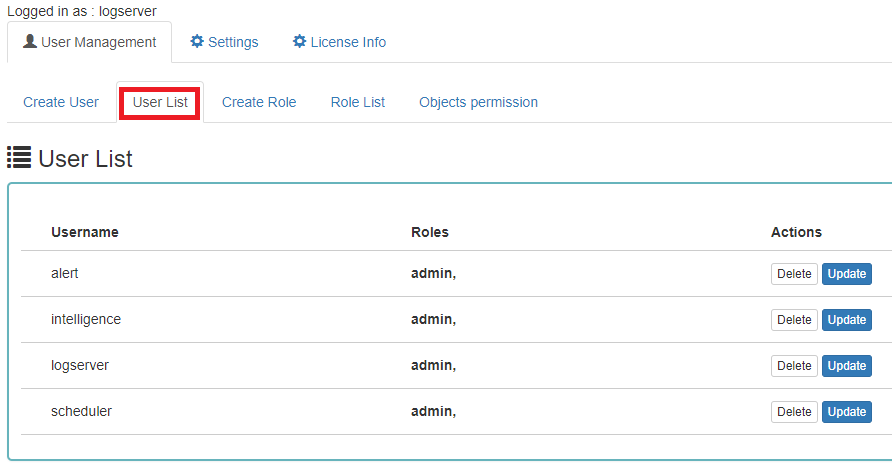 Logged in as : logserver
User Management Settings License Info
Create User User List Create Role Role List Objects permission
User List
Username Roles Actions
alert admin, Delete Update
intelligence admin, Delete Update
logserver admin, Delete Update
scheduler admin, Delete Update